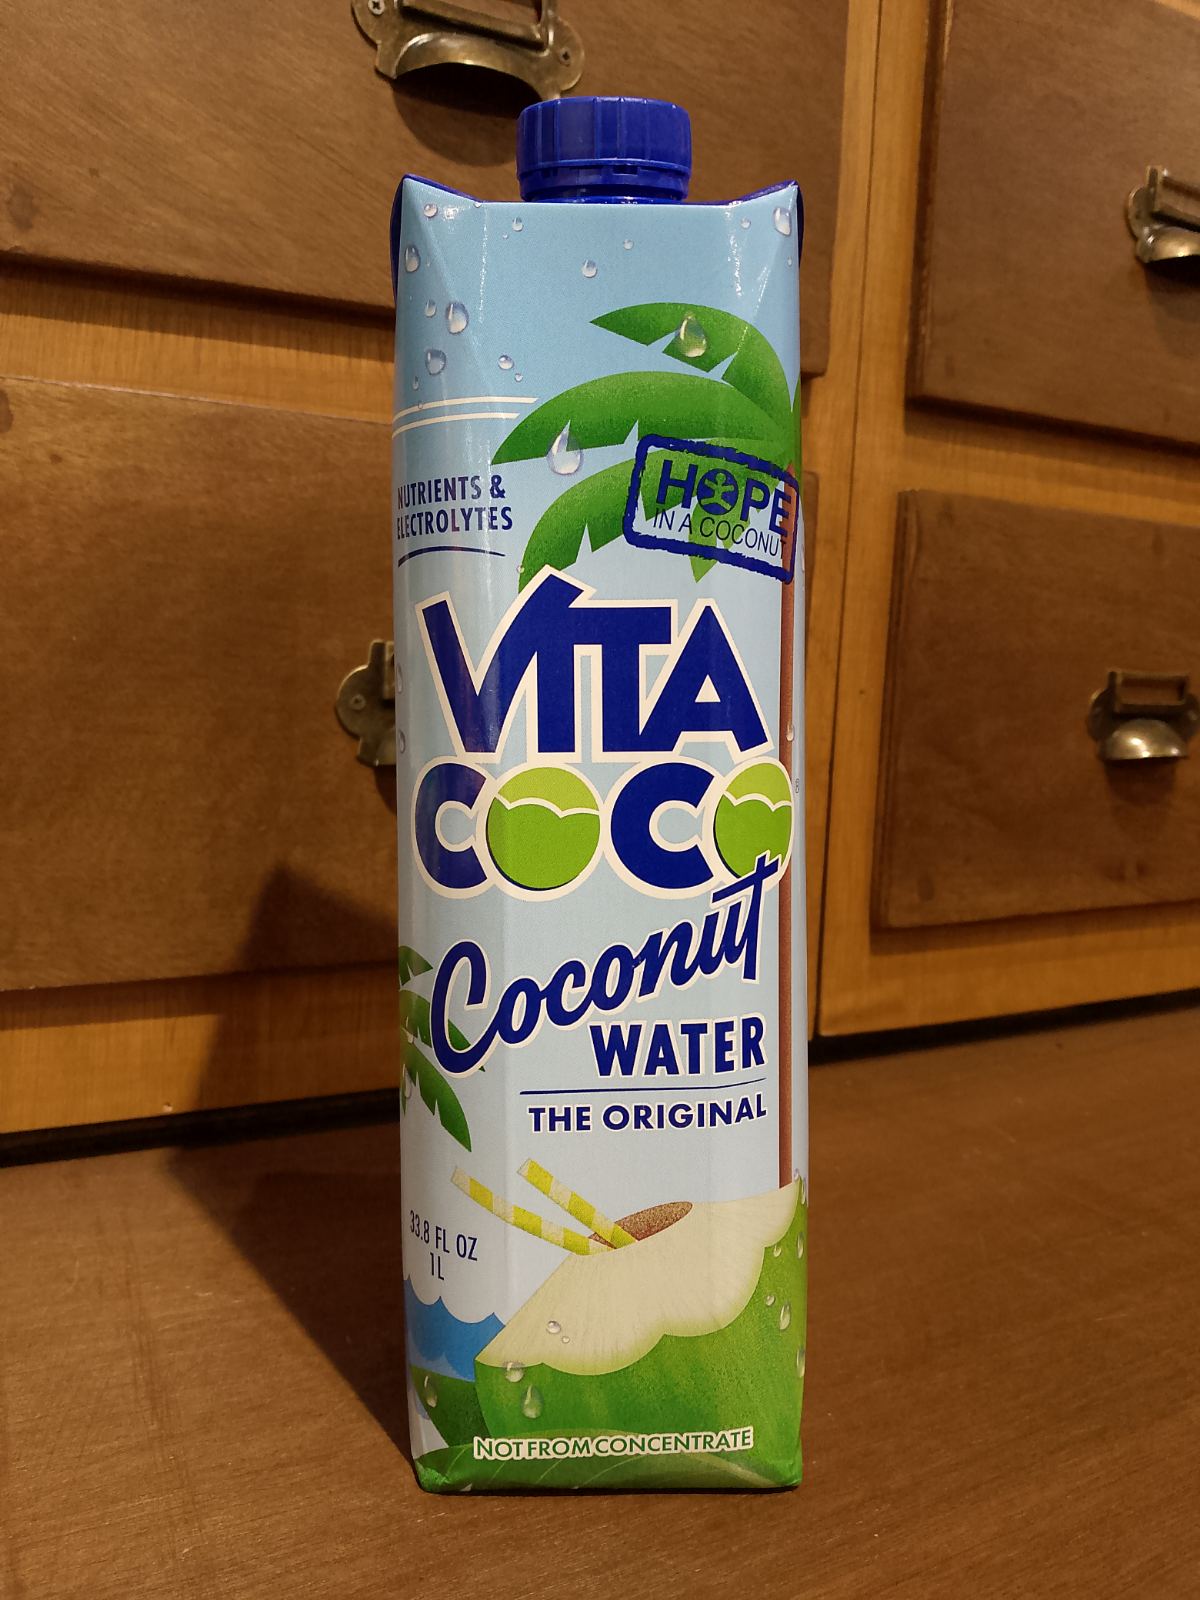 NUTRIENTS &
ELECTROLYTES
HOPE
IN A COCONUT
VITA
COCO
®
Coconut
WATER
THE ORIGINAL
33.8 FL OZ
1L
NOT FROM CONCENTRATE